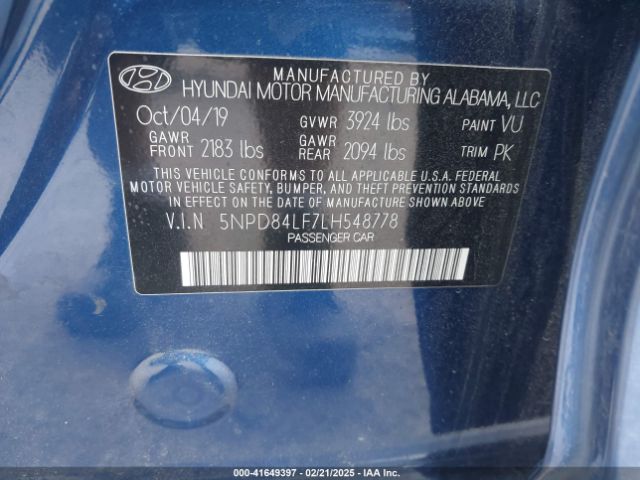 MANUFACTURED BY
HYUNDAI MOTOR MANUFACTURING ALABAMA, LLC
Oct/04/19 GVWR 3924 lbs PAINT VU
GAWR FRONT 2183 lbs GAWR REAR 2094 lbs TRIM PK
THIS VEHICLE CONFORMS TO ALL APPLICABLE U.S.A. FEDERAL
MOTOR VEHICLE SAFETY, BUMPER, AND THEFT PREVENTION STANDARDS
IN EFFECT ON THE DATE OF MANUFACTURE SHOWN ABOVE
V.I.N 5NPD84LF7LH548778
PASSENGER CAR
000-41649397 - 02/21/2025 - IAA Inc.